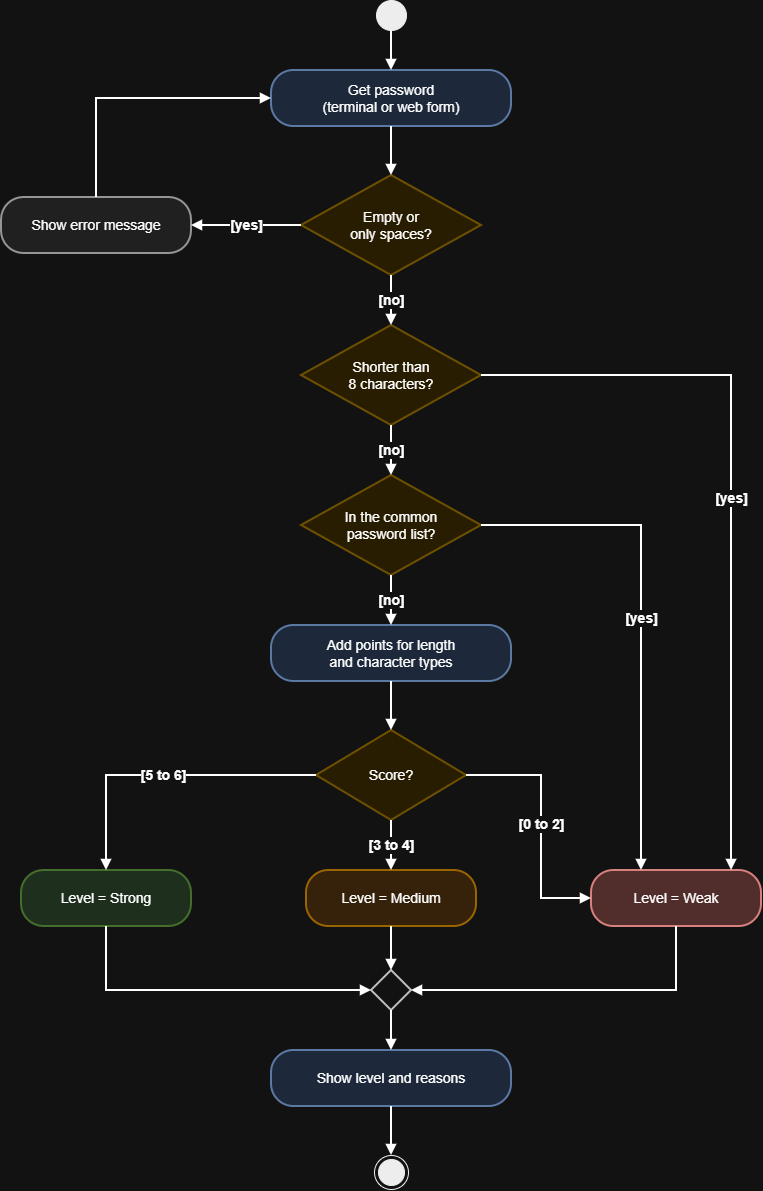 Get password
(terminal or web form)
Empty or
only spaces?
[yes]
Show error message
[no]
Shorter than
8 characters?
[yes]
[no]
In the common
password list?
[yes]
[no]
Add points for length
and character types
Score?
[5 to 6]
[3 to 4]
[0 to 2]
Level = Strong
Level = Medium
Level = Weak
Show level and reasons